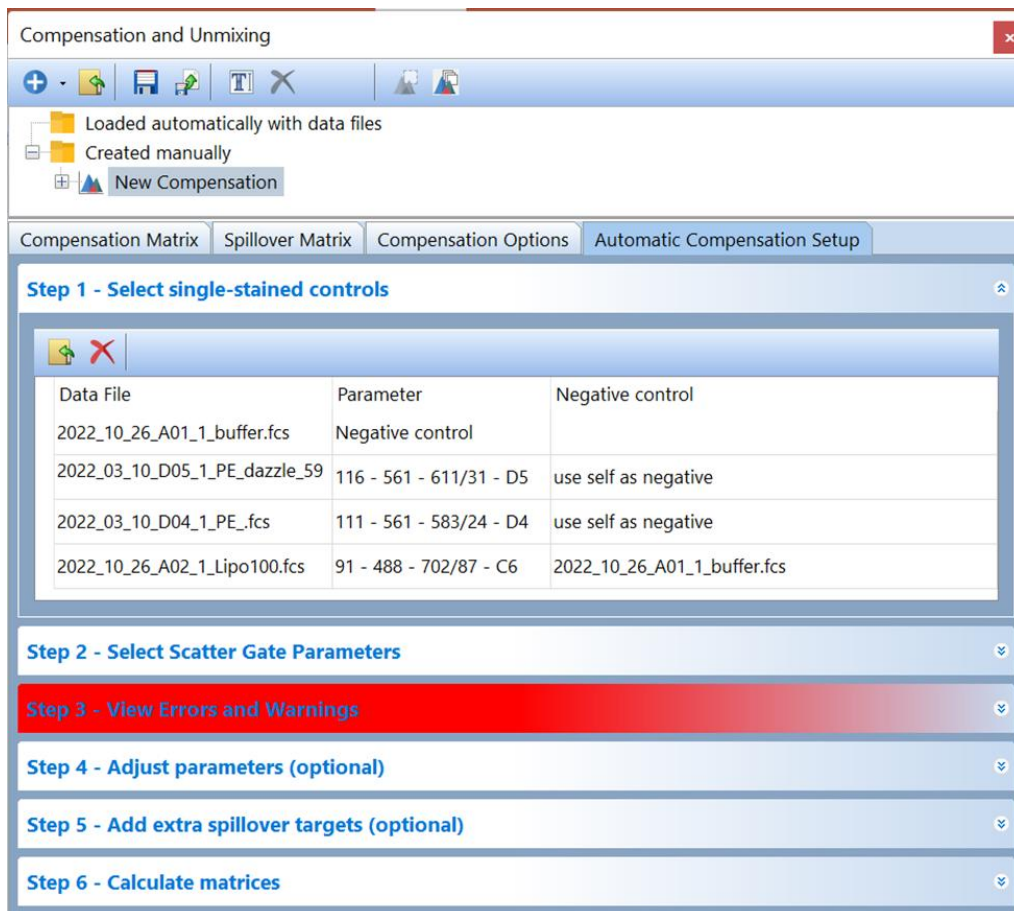 Compensation and Unmixing
Loaded automatically with data files
Created manually
New Compensation
Compensation Matrix Spillover Matrix Compensation Options Automatic Compensation Setup
Step 1 - Select single-stained controls
Data File Parameter Negative control
2022_10_26_A01_1_buffer.fcs Negative control
2022_03_10_D05_1_PE_dazzle_59 116 - 561 - 611/31 - D5 use self as negative
2022_03_10_D04_1_PE_.fcs 111 - 561 - 583/24 - D4 use self as negative
2022_10_26_A02_1_Lipo100.fcs 91 - 488 - 702/87 - C6 2022_10_26_A01_1_buffer.fcs
Step 2 - Select Scatter Gate Parameters
Step 3 - View Errors and Warnings
Step 4 - Adjust parameters (optional)
Step 5 - Add extra spillover targets (optional)
Step 6 - Calculate matrices